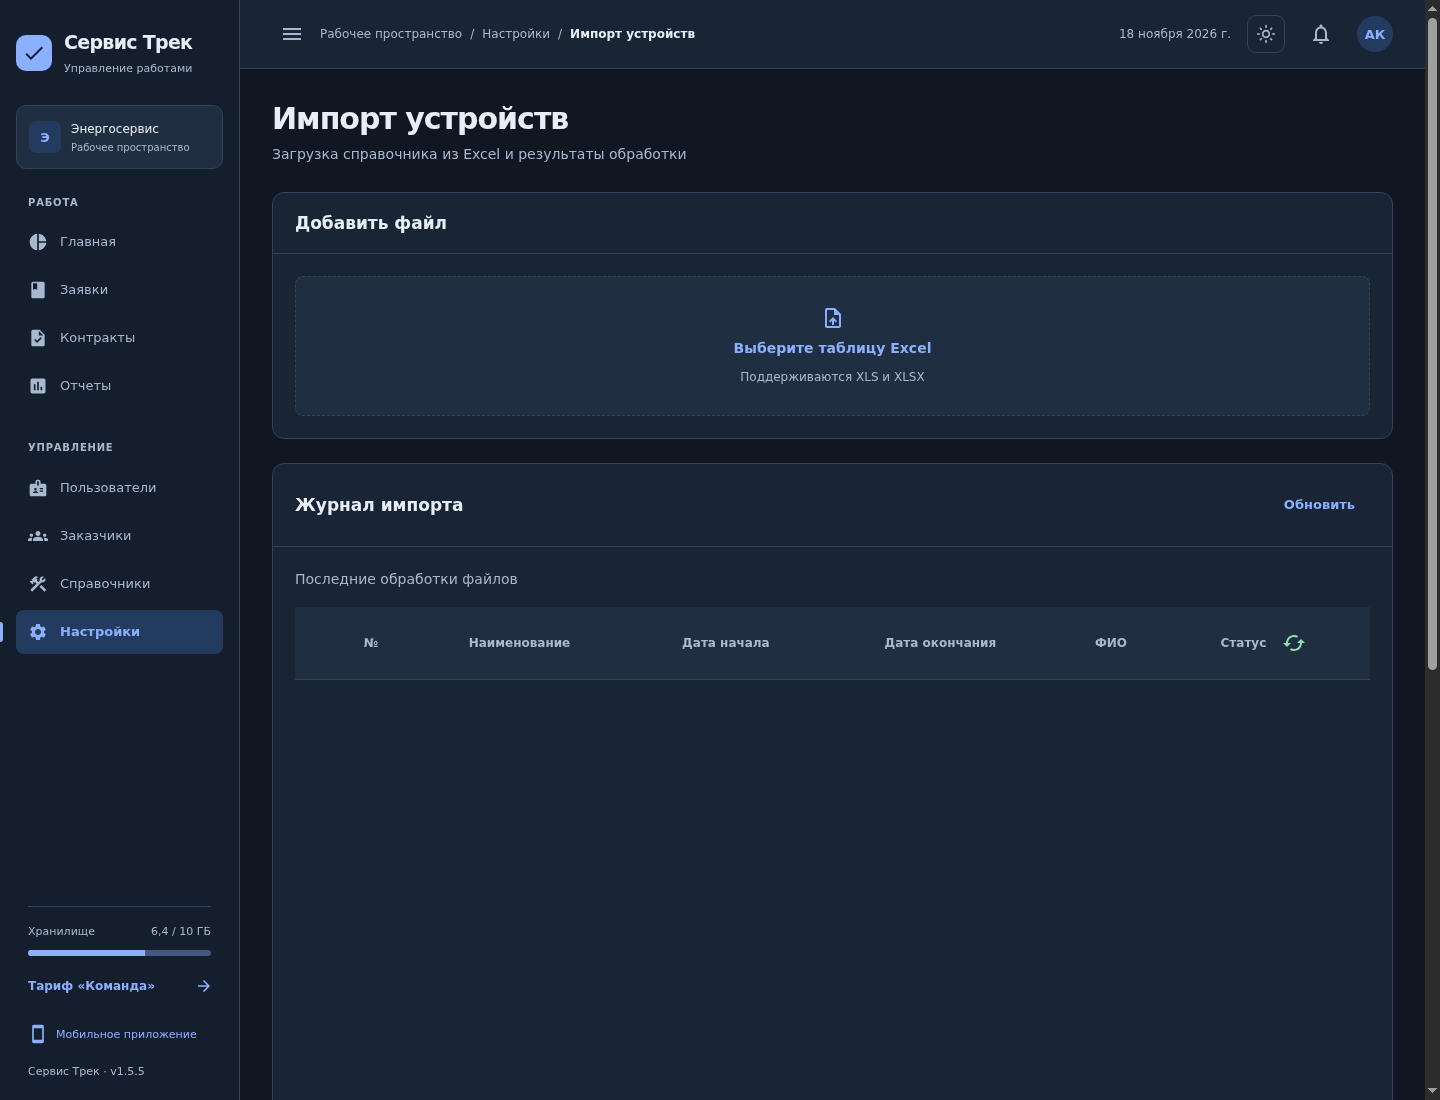 Сервис Трек
Управление работами
Э
Энергосервис
Рабочее пространство
РАБОТА
Главная
Заявки
Контракты
Отчеты
УПРАВЛЕНИЕ
Пользователи
Заказчики
Справочники
Настройки
Хранилище 6,4 / 10 ГБ
Тариф «Команда»
Мобильное приложение
Сервис Трек · v1.5.5
Рабочее пространство / Настройки / Импорт устройств
18 ноября 2026 г.
АК
Импорт устройств
Загрузка справочника из Excel и результаты обработки
Добавить файл
Выберите таблицу Excel
Поддерживаются XLS и XLSX
Журнал импорта
Обновить
Последние обработки файлов
№ Наименование Дата начала Дата окончания ФИО Статус